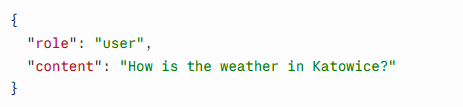 {
"role": "user",
"content": "How is the weather in Katowice?"
}